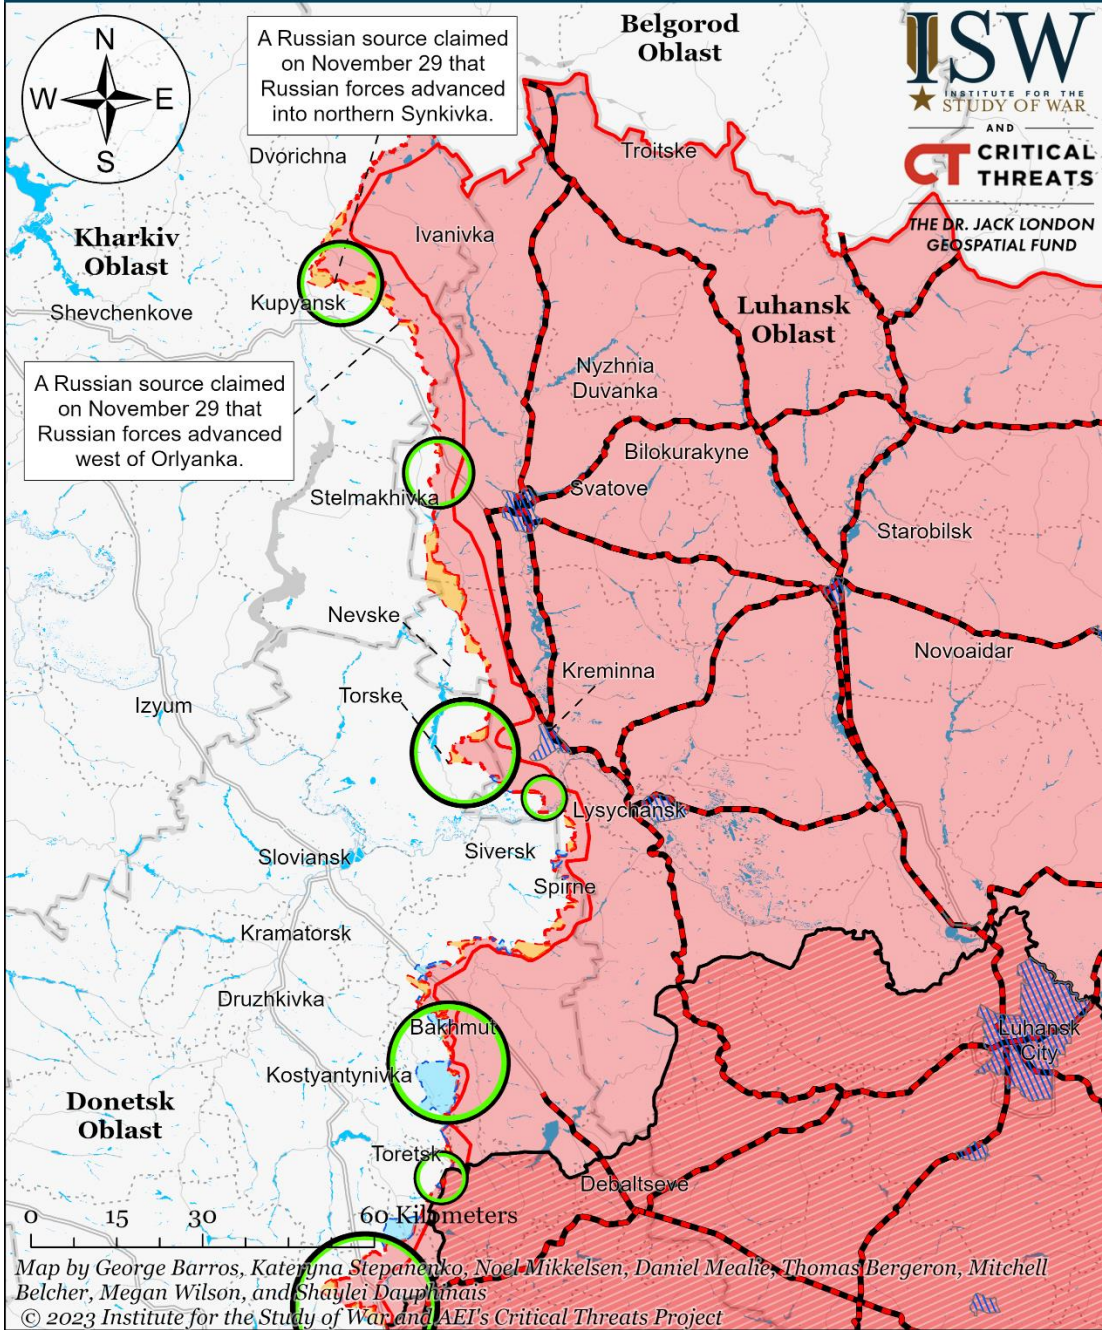 N
W
E
S
A Russian source claimed
on November 29 that
Russian forces advanced
into northern Synkivka.
Belgorod
Oblast
ISW
INSTITUTE FOR THE
STUDY OF WAR
AND
CT CRITICAL
THREATS
THE DR. JACK LONDON
GEOSPATIAL FUND
Dvorichna
Troitske
Kharkiv
Oblast
Ivanivka
Shevchenkove
Kupyansk
Luhansk
Oblast
A Russian source claimed
on November 29 that
Russian forces advanced
west of Orlyanka.
Nyzhnia
Duvanka
Bilokurakyne
Stelmakhivka
Svatove
Starobilsk
Nevske
Novoaidar
Kreminna
Torske
Izyum
Lysychansk
Siversk
Sloviansk
Spirne
Kramatorsk
Druzhkivka
Bakhmut
Luhansk
City
Kostyantynivka
Donetsk
Oblast
Toretsk
Debaltseve
0 15 30 60 Kilometers
Map by George Barros, Kateryna Stepanenko, Noel Mikkelsen, Daniel Mealie, Thomas Bergeron, Mitchell
Belcher, Megan Wilson, and Shaylei Dauphinais
© 2023 Institute for the Study of War and AEI's Critical Threats Project